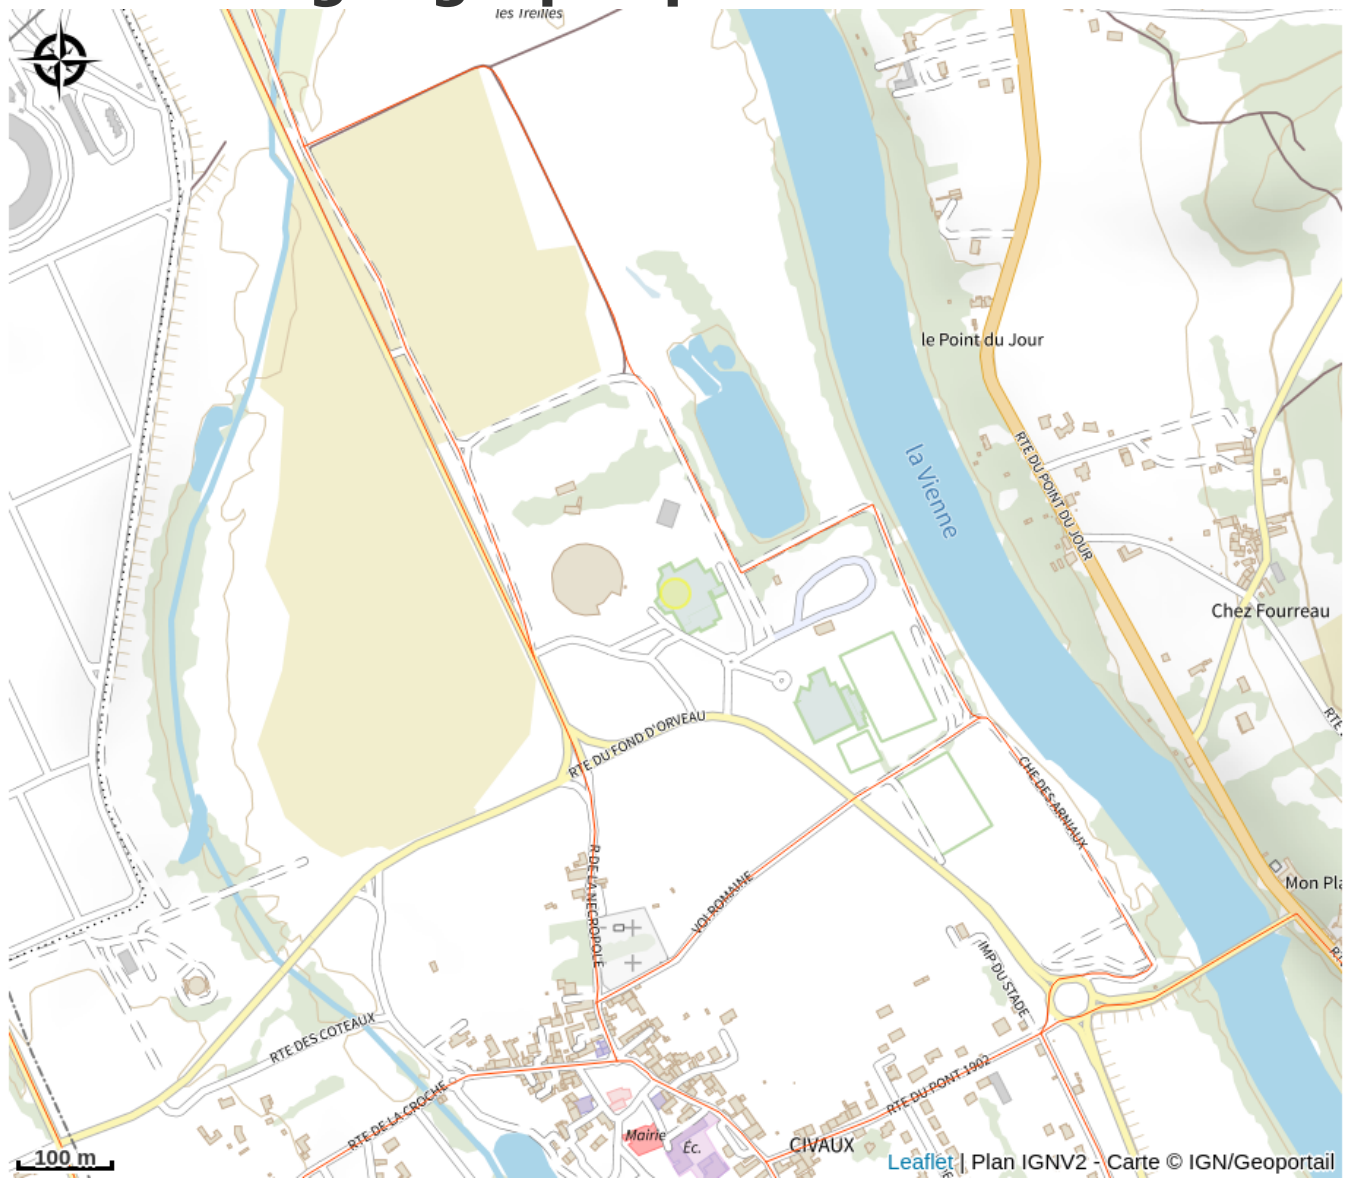 les Treilles
le Point du Jour
la Vienne
RTE DU POINT DU JOUR
Chez Fourreau
RTE
RTE DU FOND D'ORVEAU
CHE DES ARNIAUX
R DE LA NECROPOLE
VOI ROMAINE
Mon Pla
IMP DU STADE
RTE DES COTEAUX
RTE DU PONT 1902
RTE DE LA CROCHE
Mairie
Éc.
CIVAUX
100 m
Leaflet | Plan IGNV2 - Carte © IGN/Geoportail